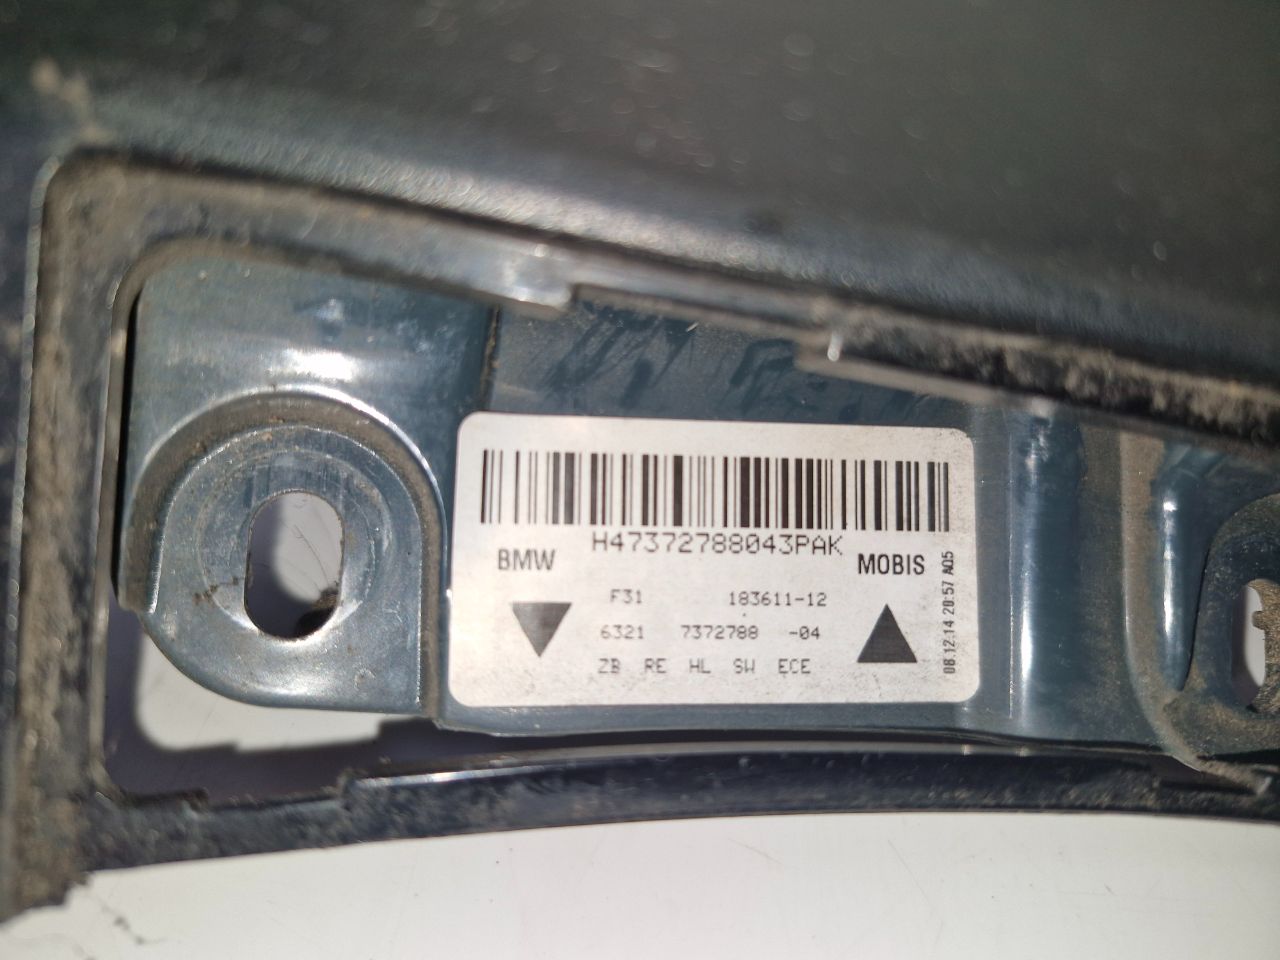 H47372788043PAK
BMW
MOBIS
F31 183611-12
6321 7372788 -04
ZB RE HL SW ECE
08.12.14 20:57 A05